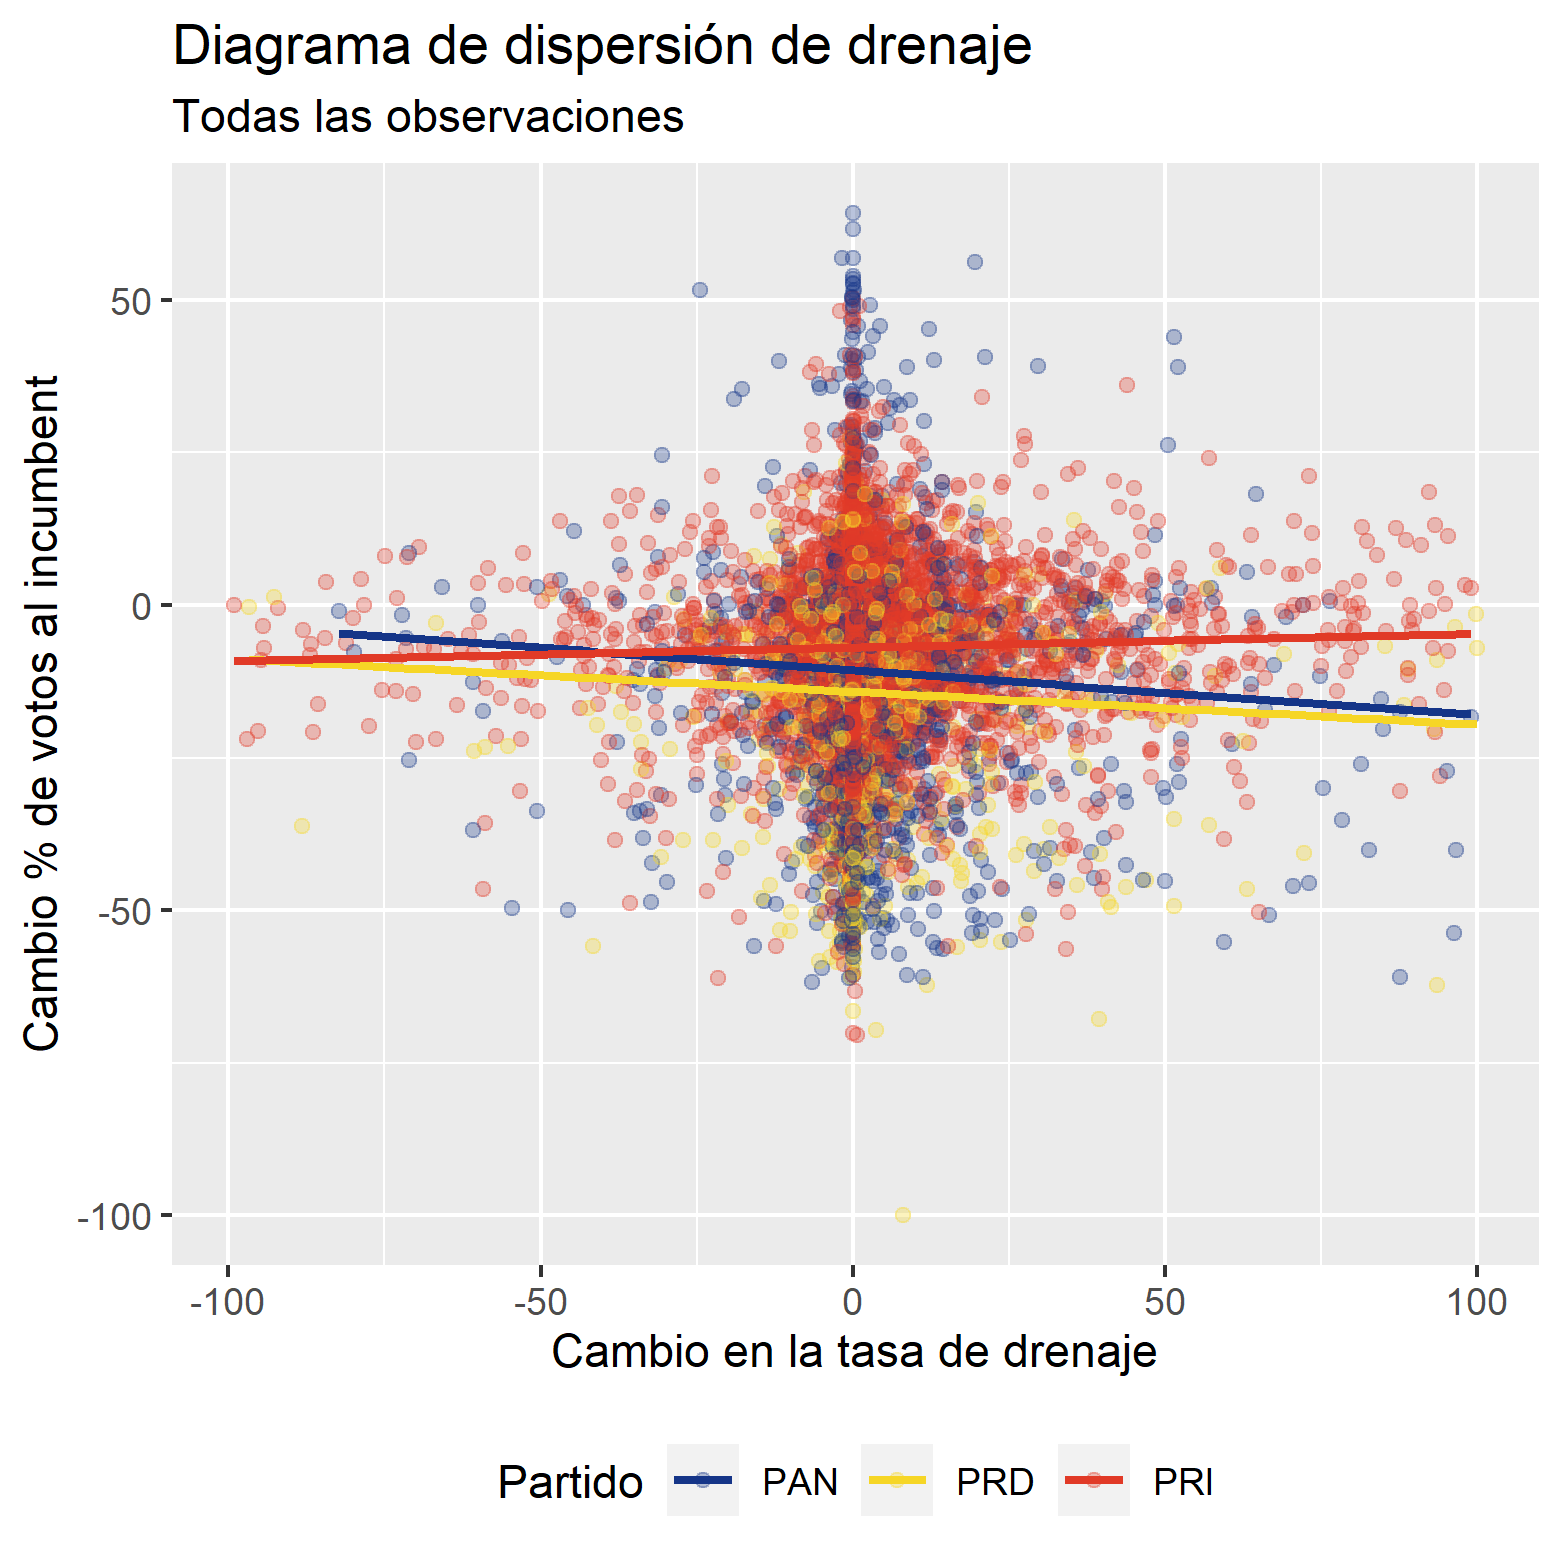 Diagrama de dispersión de drenaje
Todas las observaciones
Cambio % de votos al incumbent
50
0
-50
-100
-100
-50
0
50
100
Cambio en la tasa de drenaje
Partido
PAN
PRD
PRI